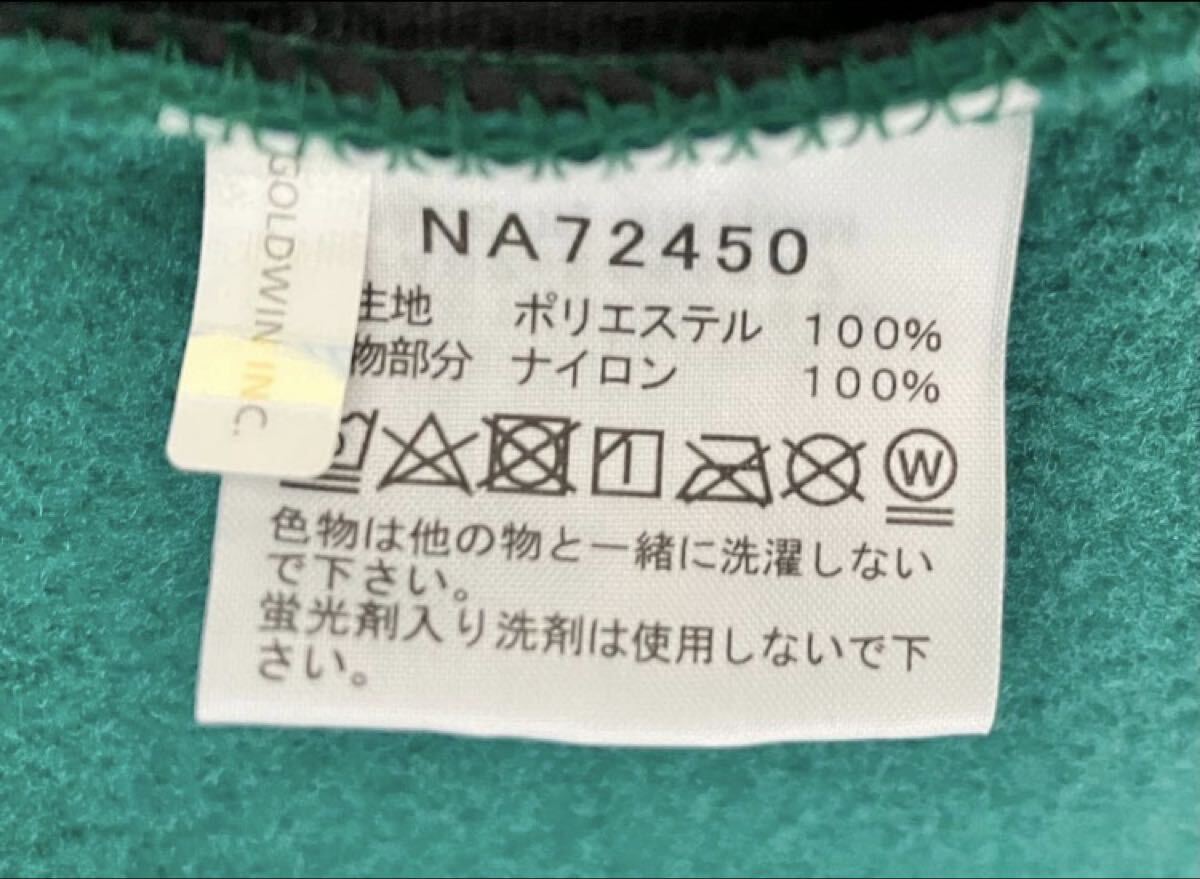 GOLDWIN INC.
NA72450
生地 ポリエステル 100%
物部分 ナイロン 100%
W
色物は他の物と一緒に洗濯しない
で下さい。
蛍光剤入り洗剤は使用しないで下
さい。